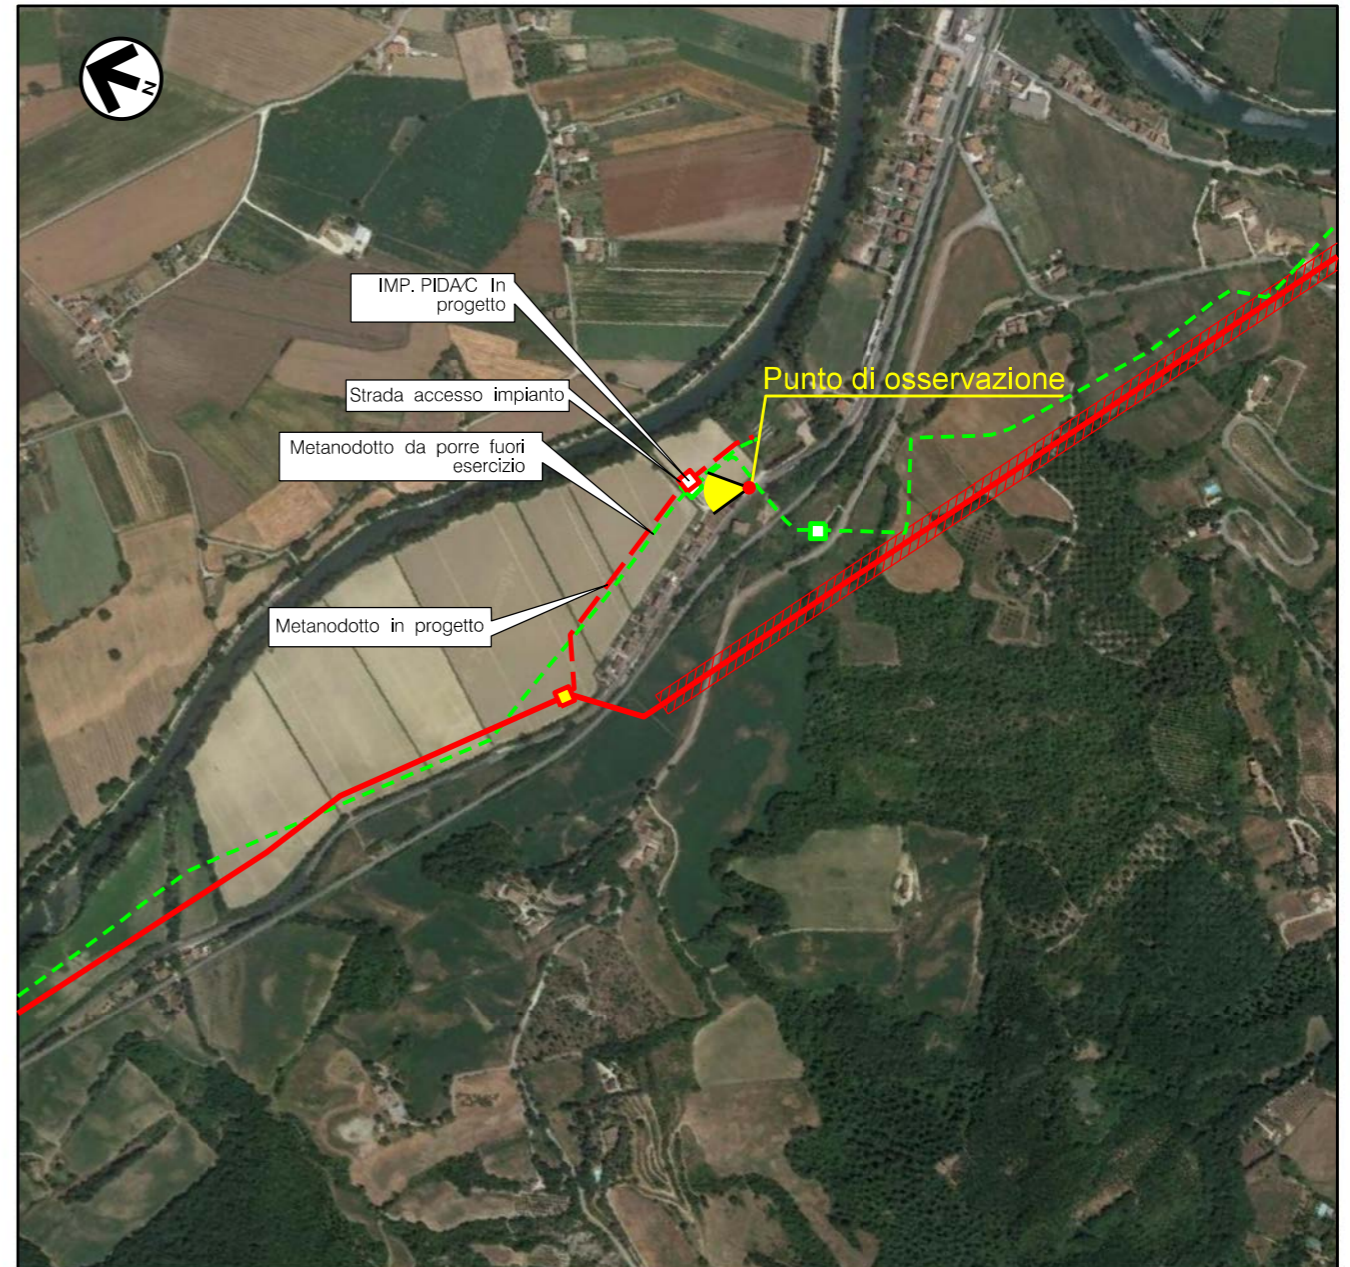 N
IMP. PIDA/C In
progetto
Strada accesso impianto
Punto di osservazione
Metanodotto da porre fuori
esercizio
Metanodotto in progetto